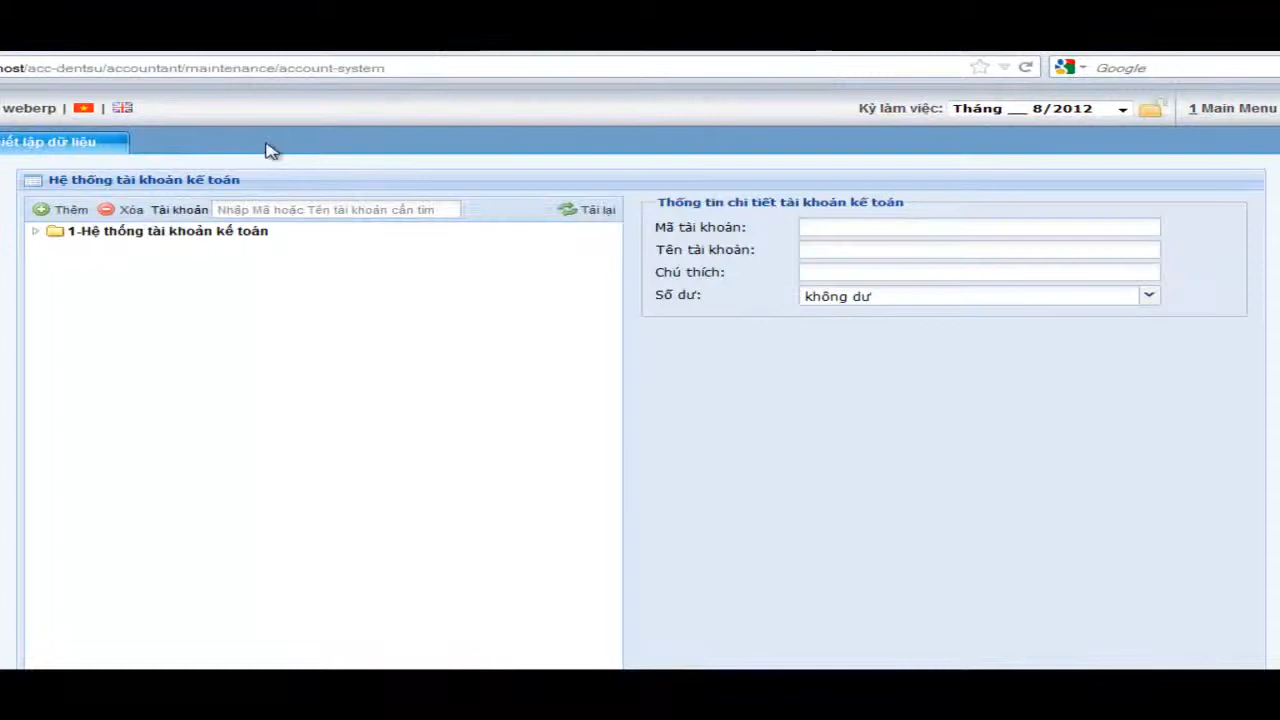 ost/acc-dentsu/accountant/maintenance/account-system
Google
weberp | |
Kỳ làm việc: Tháng __ 8/2012
1 Main Menu
iết lập dữ liệu
Hệ thống tài khoản kế toán
Thêm Xóa Tài khoản Nhập Mã hoặc Tên tài khoản cần tìm Tải lại
1-Hệ thống tài khoản kế toán
Thông tin chi tiết tài khoản kế toán
Mã tài khoản:
Tên tài khoản:
Chú thích:
Số dư: không dư